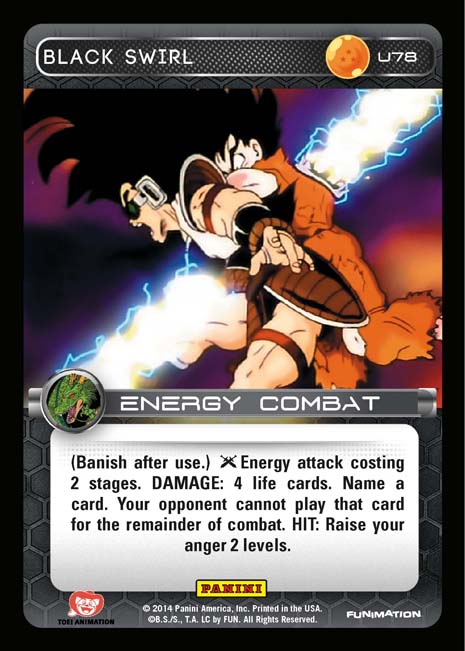 BLACK SWIRL
U78
ENERGY COMBAT
(Banish after use.) Energy attack costing
2 stages. DAMAGE: 4 life cards. Name a
card. Your opponent cannot play that card
for the remainder of combat. HIT: Raise your
anger 2 levels.
PANINI
TOEI ANIMATION
© 2014 Panini America, Inc. Printed in the USA.
©B.S./S., T.A. LC by FUN. All Rights Reserved.
FUNIMATION